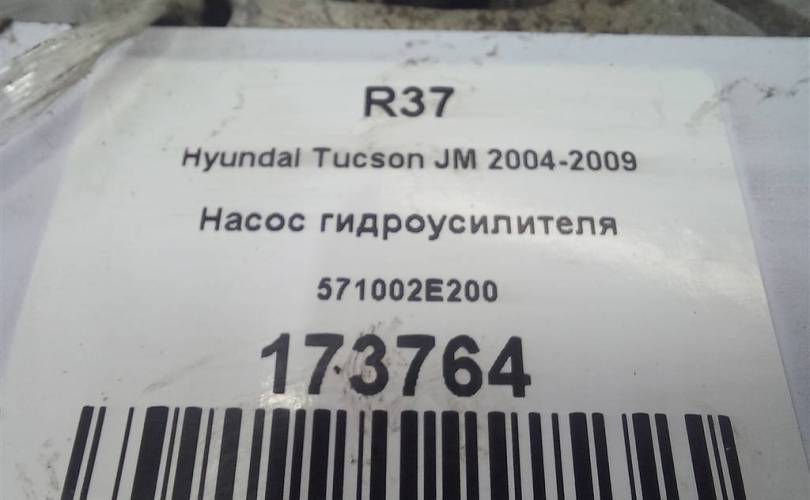 R37
Hyundai Tucson JM 2004-2009
Насос гидроусилителя
571002E200
173764